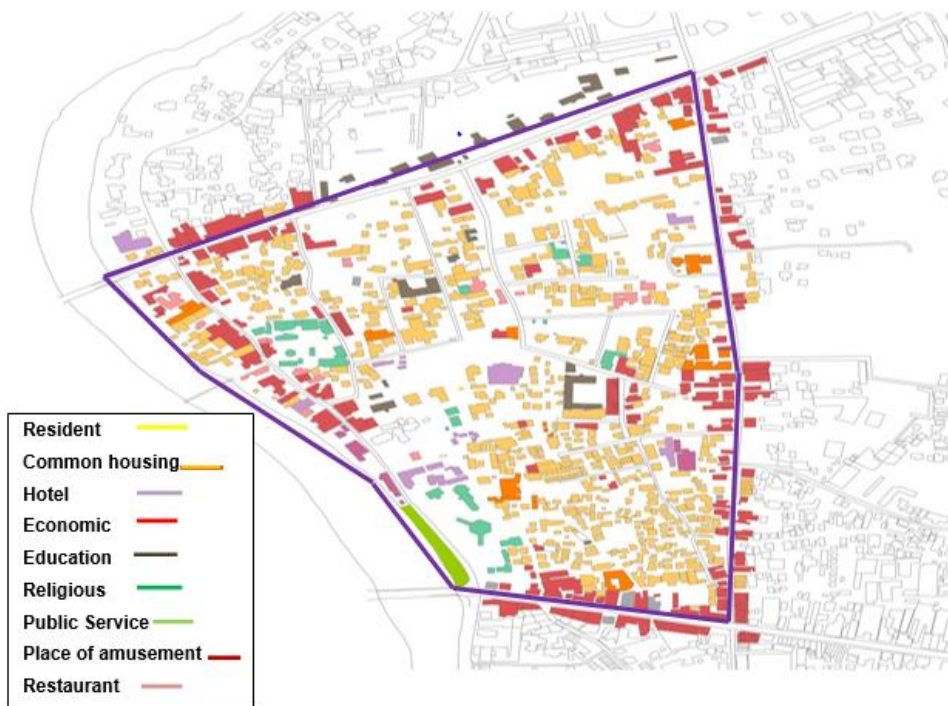 Resident
Common housing
Hotel
Economic
Education
Religious
Public Service
Place of amusement
Restaurant